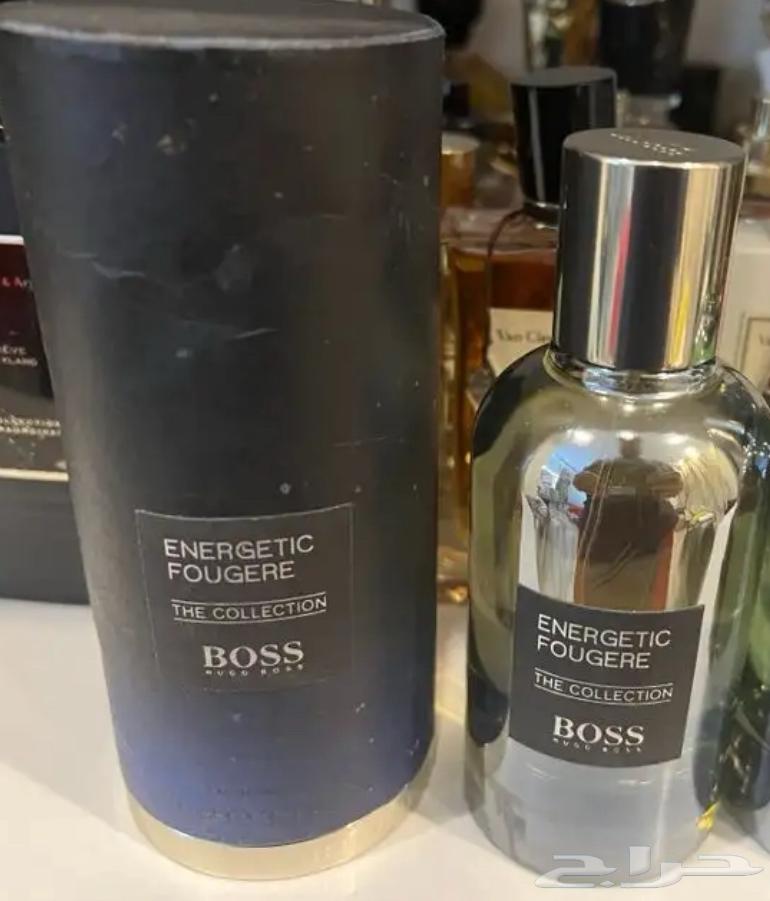 ENERGETIC
FOUGERE
THE COLLECTION
BOSS
HUGO BOSS
ENERGETIC
FOUGERE
THE COLLECTION
BOSS
HUGO BOSS
Van Cle
حراج